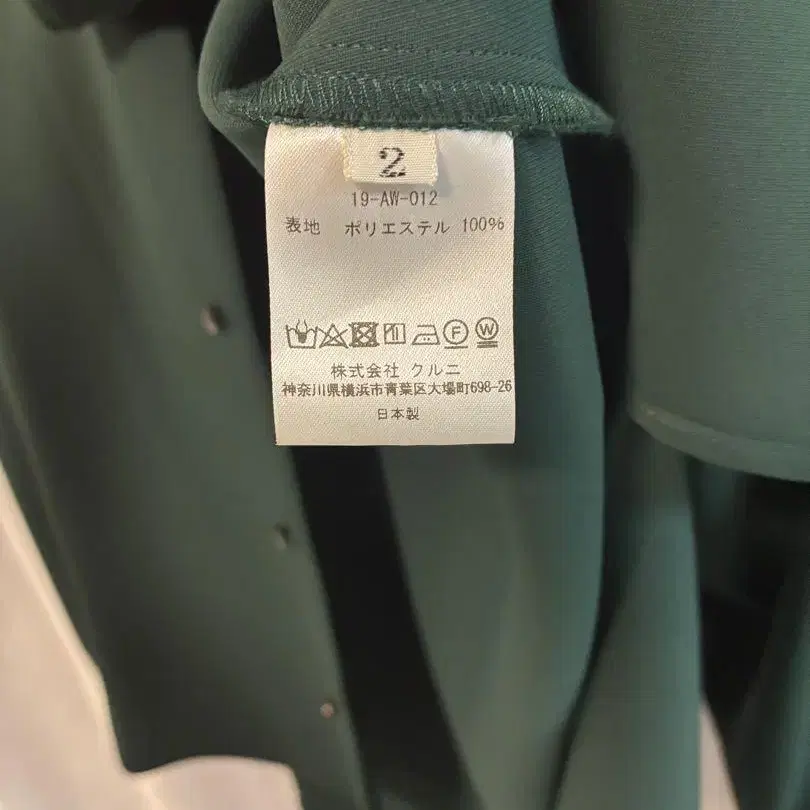 2
19-AW-012
表地 ポリエステル 100%
F W
株式会社 クルニ
神奈川県横浜市青葉区大場町698-26
日本製